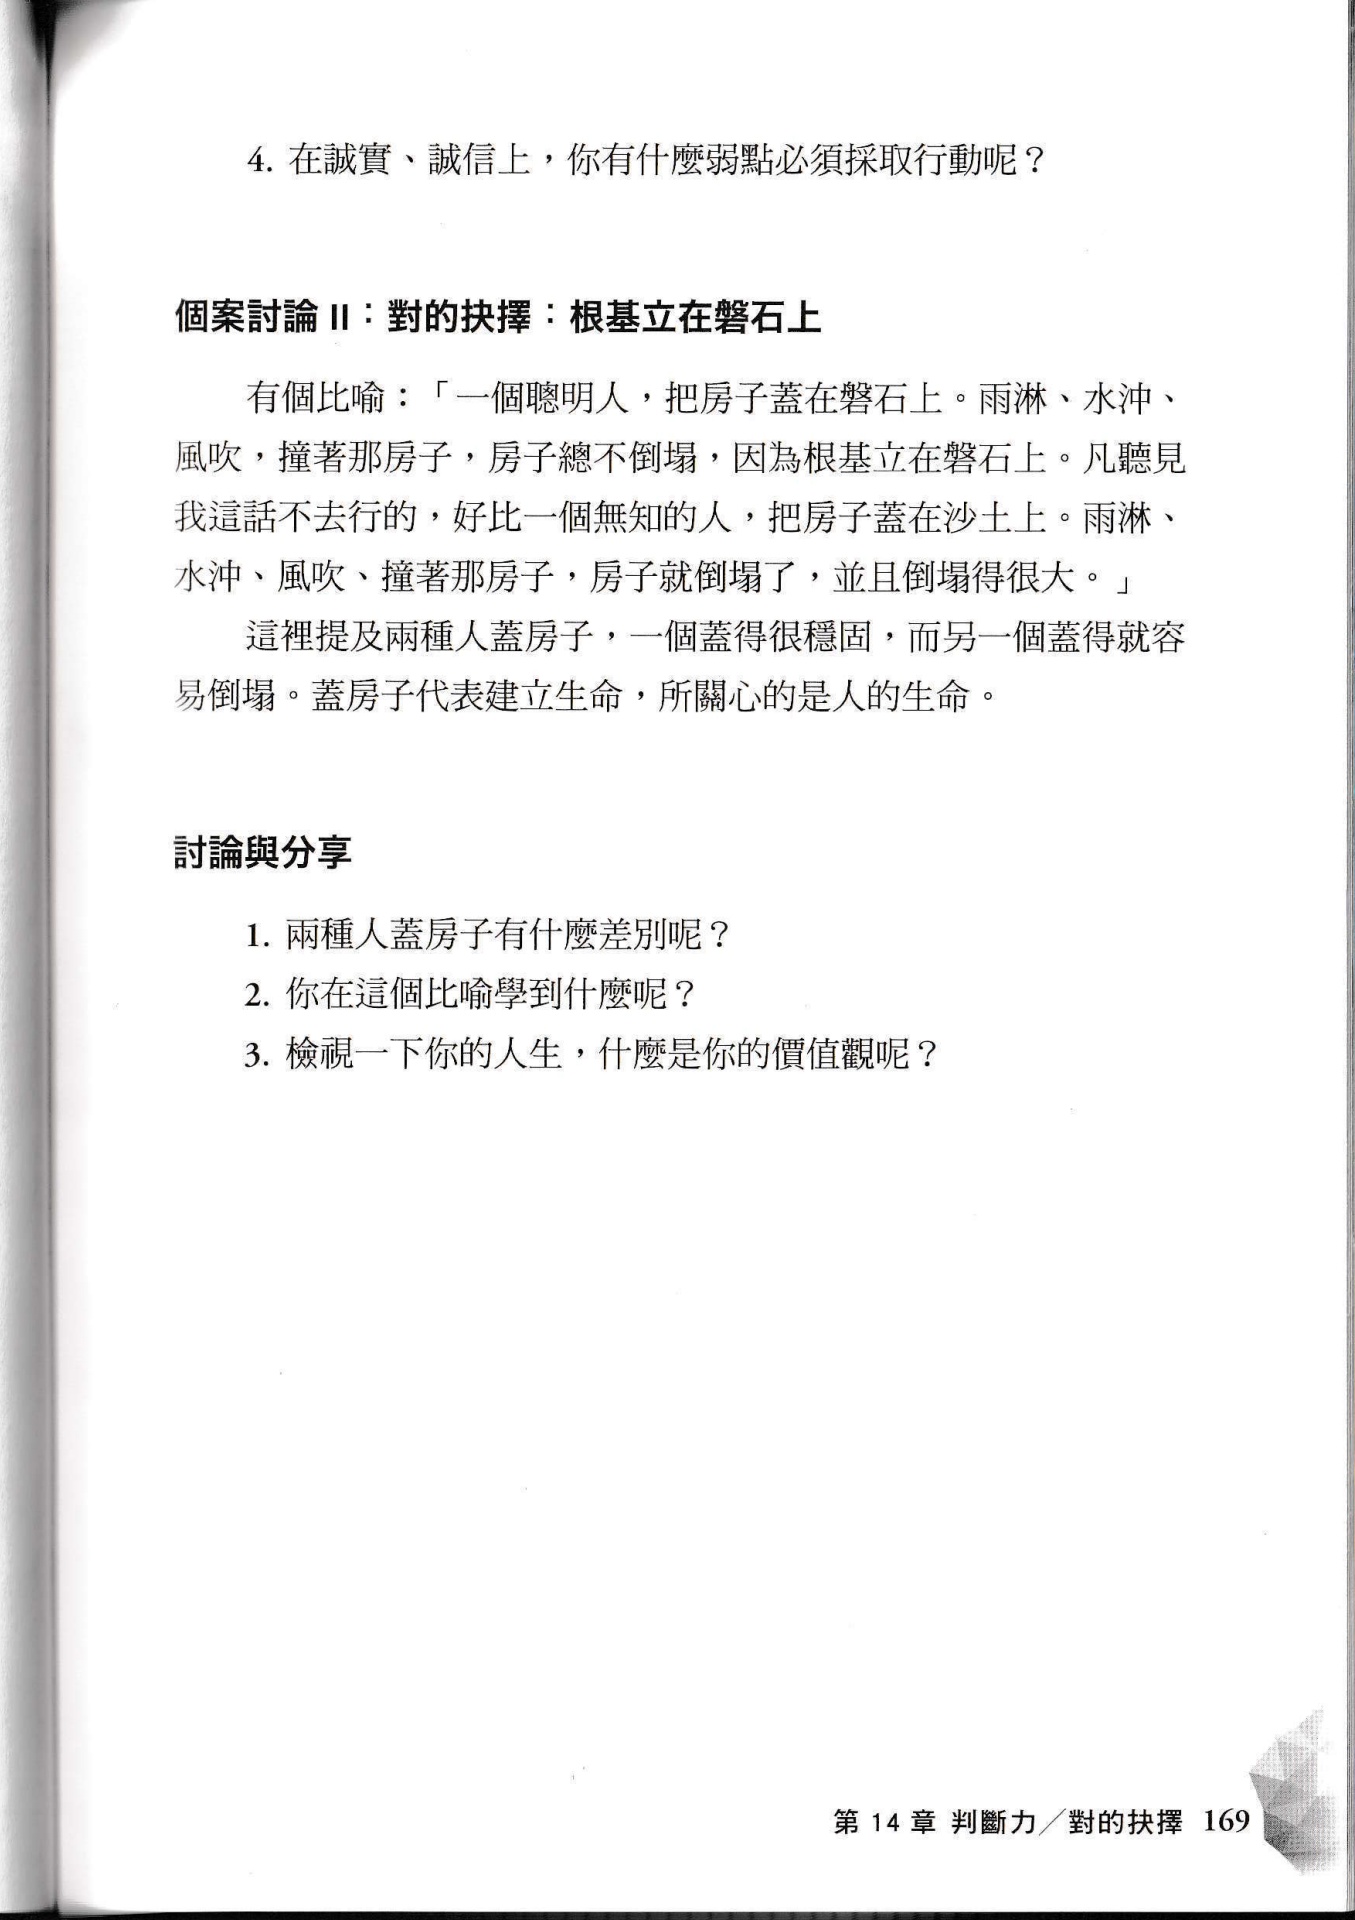 4. 在誠實、誠信上，你有什麼弱點必須採取行動呢？
個案討論 II：對的抉擇：根基立在磐石上
有個比喻：「一個聰明人，把房子蓋在磐石上。雨淋、水沖、
風吹，撞著那房子，房子總不倒塌，因為根基立在磐石上。凡聽見
我這話不去行的，好比一個無知的人，把房子蓋在沙土上。雨淋、
水沖、風吹、撞著那房子，房子就倒塌了，並且倒塌得很大。」
這裡提及兩種人蓋房子，一個蓋得很穩固，而另一個蓋得就容
易倒塌。蓋房子代表建立生命，所關心的是人的生命。
討論與分享
1. 兩種人蓋房子有什麼差別呢？
2. 你在這個比喻學到什麼呢？
3. 檢視一下你的人生，什麼是你的價值觀呢？
第 14 章 判斷力／對的抉擇 169